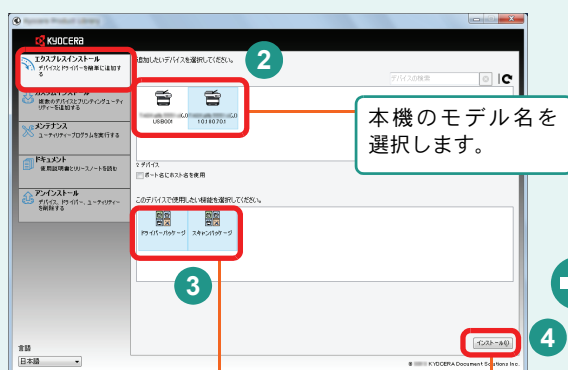 Kyocera Product Library
KYOCERA
エクスプレスインストール
デバイスとドライバーを簡単に追加する
カスタムインストール
複数のデバイスとプリンティングユーティリティーを追加する
メンテナンス
ユーティリティープログラムを実行する
ドキュメント
使用説明書とリリースノートを読む
アンインストール
デバイス、ドライバー、ユーティリティーを削除する
言語
日本語
追加したいデバイスを選択してください。
2
デバイスの検索
USB001
10.180.70.1
本機のモデル名を
選択します。
2 デバイス
ポート名にホスト名を使用
このデバイスで使用したい機能を選択してください。
ドライバーパッケージ
スキャンパッケージ
3
インストール(I)
4
KYOCERA Document Solutions Inc.